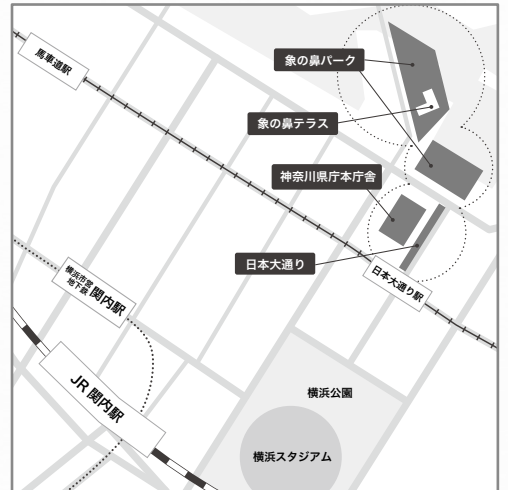 馬車道駅
象の鼻パーク
象の鼻テラス
神奈川県庁本庁舎
日本大通り
日本大通り駅
横浜市営
地下鉄
関内駅
JR 関内駅
横浜公園
横浜スタジアム